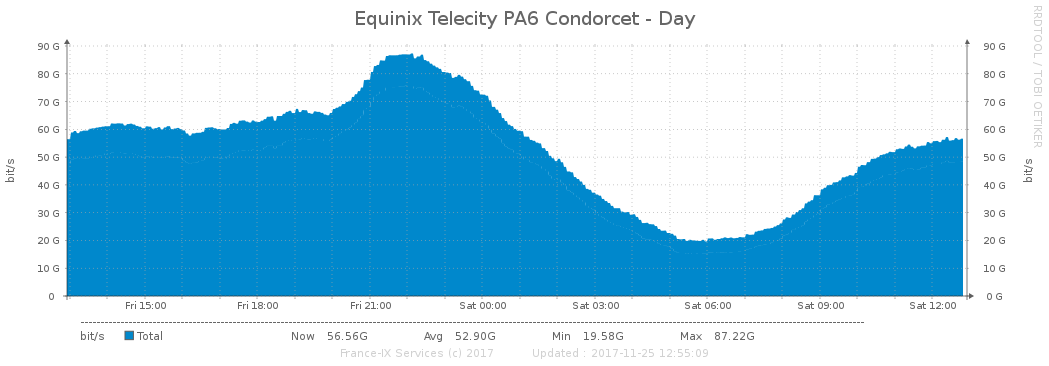 Equinix Telecity PA6 Condorcet - Day
RRDTOOL / TOBI OETIKER
bit/s
90 G 90 G
80 G 80 G
70 G 70 G
60 G 60 G
50 G 50 G
40 G 40 G
30 G 30 G
20 G 20 G
10 G 10 G
0 0 G
bit/s
Fri 15:00 Fri 18:00 Fri 21:00 Sat 00:00 Sat 03:00 Sat 06:00 Sat 09:00 Sat 12:00
bit/s Total Now 56.56G Avg 52.90G Min 19.58G Max 87.22G
France-IX Services (c) 2017 Updated : 2017-11-25 12:55:09